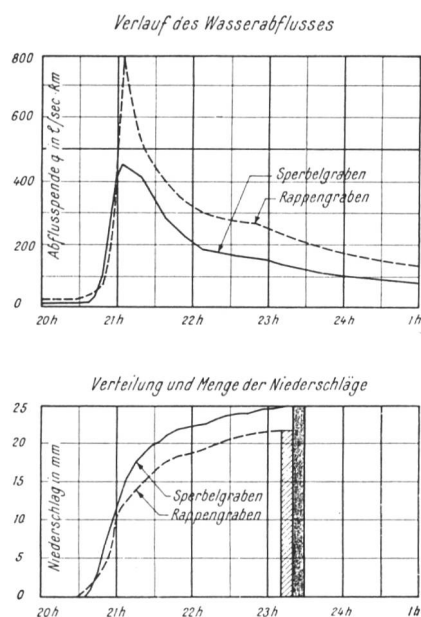 Verlauf des Wasserabflusses
Abflusspende q in l/sec·Km
800
600
400
200
0
Sperbelgraben
Rappengraben
20h 21h 22h 23h 24h 1h
Verteilung und Menge der Niederschläge
Niederschlag in mm
25
20
15
10
5
0
Sperbelgraben
Rappengraben
20h 21h 22h 23h 24h 1h